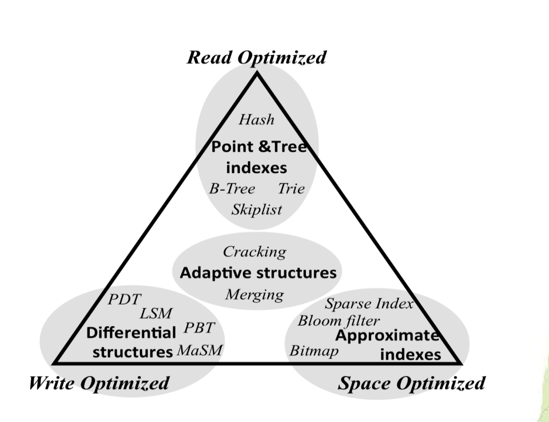 Read Optimized
Hash
Point &Tree
indexes
B-Tree Trie
Skiplist
Cracking
Adaptive structures
Merging
PDT
LSM
PBT
Differential
structures MaSM
Sparse Index
Bloom filter
Approximate
Bitmap indexes
Write Optimized
Space Optimized